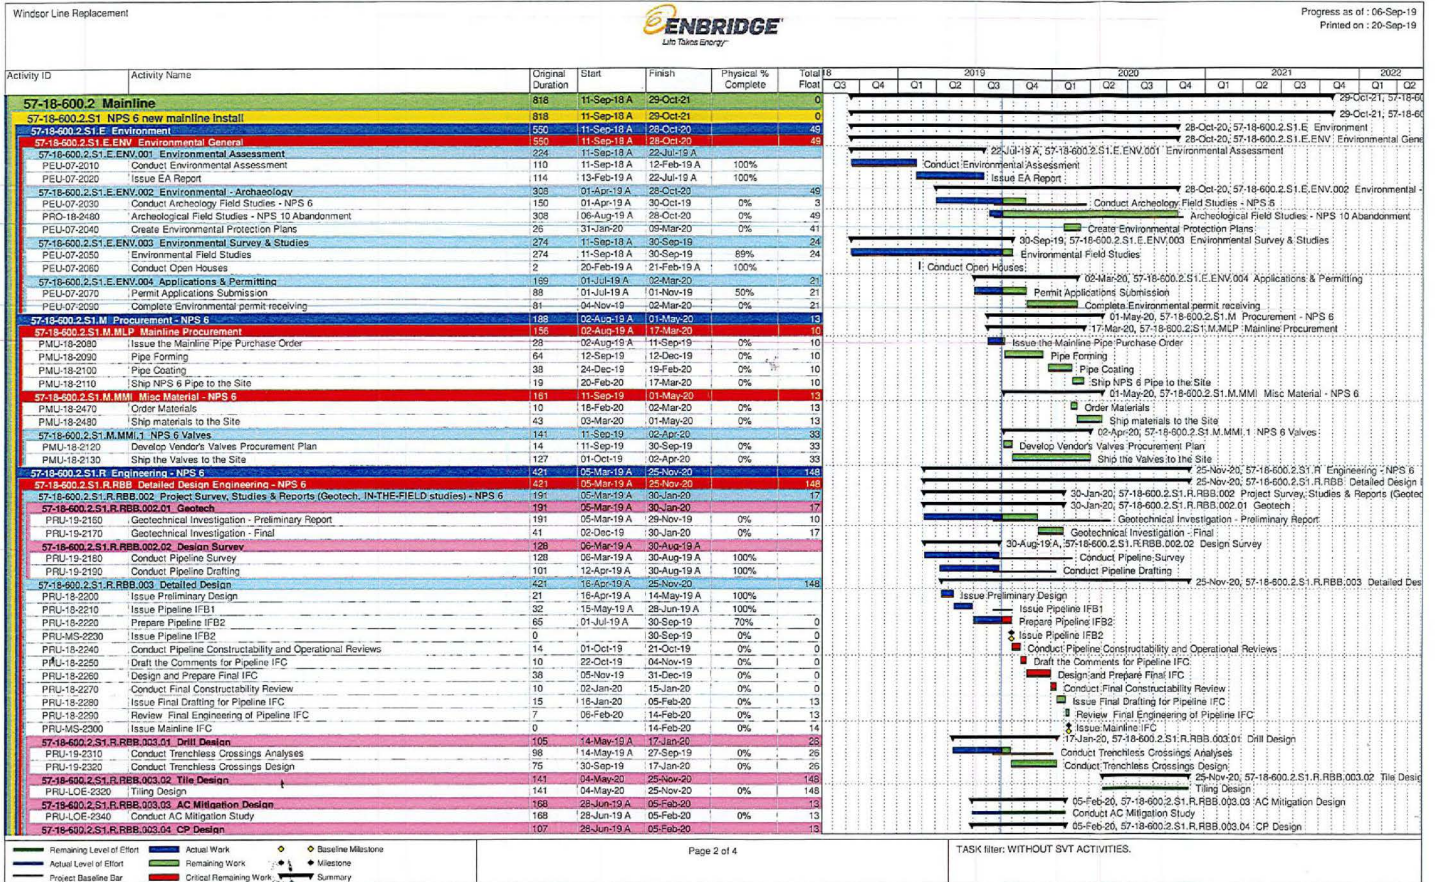 Windsor Line Replacement
ENBRIDGE
Life Takes Energy™
Progress as of : 06-Sep-19
Printed on : 20-Sep-19
Activity ID Activity Name Original Duration Start Finish Physical % Complete Total Float
18 2019 2020 2021 2022
Q3 Q4 Q1 Q2 Q3 Q4 Q1 Q2 Q3 Q4 Q1 Q2 Q3 Q4 Q1 Q2
57-18-600.2 Mainline 818 11-Sep-18 A 29-Oct-21 0 29-Oct-21, 57-18-60
57-18-600.2.S1 NPS 6 new mainline Install 818 11-Sep-18 A 29-Oct-21 0 29-Oct-21, 57-18-60
57-18-600.2.S1.E Environment 550 11-Sep-18 A 28-Oct-20 49 28-Oct-20, 57-18-600.2.S1.E Environment
57-18-600.2.S1.E.ENV Environmental General 550 11-Sep-18 A 28-Oct-20 49 28-Oct-20, 57-18-600.2.S1.E.ENV Environmental Gene
57-18-600.2.S1.E.ENV.001 Environmental Assessment 224 11-Sep-18 A 22-Jul-19 A 22-Jul-19 A, 57-18-600.2.S1.E.ENV.001 Environmental Assessment
PEU-07-2010 Conduct Environmental Assessment 110 11-Sep-18 A 12-Feb-19 A 100% Conduct Environmental Assessment
PEU-07-2020 Issue EA Report 114 13-Feb-19 A 22-Jul-19 A 100% Issue EA Report
57-18-600.2.S1.E.ENV.002 Environmental - Archaeology 308 01-Apr-19 A 28-Oct-20 49 28-Oct-20, 57-18-600.2.S1.E.ENV.002 Environmental -
PEU-07-2030 Conduct Archeology Field Studies - NPS 6 150 01-Apr-19 A 30-Oct-19 0% 3 Conduct Archeology Field Studies - NPS 6
PRO-18-2480 Archeological Field Studies - NPS 10 Abandonment 308 06-Aug-19 A 28-Oct-20 0% 49 Archeological Field Studies - NPS 10 Abandonment
PEU-07-2040 Create Environmental Protection Plans 26 31-Jan-20 09-Mar-20 0% 41 Create Environmental Protection Plans
57-18-600.2.S1.E.ENV.003 Environmental Survey & Studies 274 11-Sep-18 A 30-Sep-19 24 30-Sep-19, 57-18-600.2.S1.E.ENV.003 Environmental Survey & Studies
PEU-07-2050 Environmental Field Studies 274 11-Sep-18 A 30-Sep-19 89% 24 Environmental Field Studies
PEU-07-2060 Conduct Open Houses 2 20-Feb-19 A 21-Feb-19 A 100% Conduct Open Houses
57-18-600.2.S1.E.ENV.004 Applications & Permitting 169 01-Jul-19 A 02-Mar-20 21 02-Mar-20, 57-18-600.2.S1.E.ENV.004 Applications & Permitting
PEU-07-2070 Permit Applications Submission 88 01-Jul-19 A 01-Nov-19 50% 21 Permit Applications Submission
PEU-07-2090 Complete Environmental permit receiving 81 04-Nov-19 02-Mar-20 0% 21 Complete Environmental permit receiving
57-18-600.2.S1.M Procurement - NPS 6 188 02-Aug-19 A 01-May-20 13 01-May-20, 57-18-600.2.S1.M Procurement - NPS 6
57-18-600.2.S1.M.MLP Mainline Procurement 156 02-Aug-19 A 17-Mar-20 10 17-Mar-20, 57-18-600.2.S1.M.MLP Mainline Procurement
PMU-18-2080 Issue the Mainline Pipe Purchase Order 28 02-Aug-19 A 11-Sep-19 0% 10 Issue the Mainline Pipe Purchase Order
PMU-18-2090 Pipe Forming 64 12-Sep-19 12-Dec-19 0% 10 Pipe Forming
PMU-18-2100 Pipe Coating 38 24-Dec-19 19-Feb-20 0% 10 Pipe Coating
PMU-18-2110 Ship NPS 6 Pipe to the Site 19 20-Feb-20 17-Mar-20 0% 10 Ship NPS 6 Pipe to the Site
57-18-600.2.S1.M.MMI Misc Material - NPS 6 161 11-Sep-19 01-May-20 13 01-May-20, 57-18-600.2.S1.M.MMI Misc Material - NPS 6
PMU-18-2470 Order Materials 10 18-Feb-20 02-Mar-20 0% 13 Order Materials
PMU-18-2480 Ship materials to the Site 43 03-Mar-20 01-May-20 0% 13 Ship materials to the Site
57-18-600.2.S1.M.MMI.1 NPS 6 Valves 141 11-Sep-19 02-Apr-20 33 02-Apr-20, 57-18-600.2.S1.M.MMI.1 NPS 6 Valves
PMU-18-2120 Develop Vendor's Valves Procurement Plan 14 11-Sep-19 30-Sep-19 0% 33 Develop Vendor's Valves Procurement Plan
PMU-18-2130 Ship the Valves to the Site 127 01-Oct-19 02-Apr-20 0% 33 Ship the Valves to the Site
57-18-600.2.S1.R Engineering - NPS 6 421 05-Mar-19 A 25-Nov-20 148 25-Nov-20, 57-18-600.2.S1.R Engineering - NPS 6
57-18-600.2.S1.R.RBB Detailed Design Engineering - NPS 6 421 05-Mar-19 A 25-Nov-20 148 25-Nov-20, 57-18-600.2.S1.R.RBB Detailed Design
57-18-600.2.S1.R.RBB.002 Project Survey, Studies & Reports (Geotech, IN-THE-FIELD studies) - NPS 6 191 05-Mar-19 A 30-Jan-20 17 30-Jan-20, 57-18-600.2.S1.R.RBB.002 Project Survey, Studies & Reports (Geotec
57-18-600.2.S1.R.RBB.002.01 Geotech 191 05-Mar-19 A 30-Jan-20 17 30-Jan-20, 57-18-600.2.S1.R.RBB.002.01 Geotech
PRU-19-2160 Geotechnical Investigation - Preliminary Report 191 05-Mar-19 A 29-Nov-19 0% 10 Geotechnical Investigation - Preliminary Report
PRU-19-2170 Geotechnical Investigation - Final 41 02-Dec-19 30-Jan-20 0% 17 Geotechnical Investigation - Final
57-18-600.2.S1.R.RBB.002.02 Design Survey 128 06-Mar-19 A 30-Aug-19 A 30-Aug-19 A, 57-18-600.2.S1.R.RBB.002.02 Design Survey
PRU-19-2180 Conduct Pipeline Survey 128 06-Mar-19 A 30-Aug-19 A 100% Conduct Pipeline Survey
PRU-19-2190 Conduct Pipeline Drafting 101 12-Apr-19 A 30-Aug-19 A 100% Conduct Pipeline Drafting
57-18-600.2.S1.R.RBB.003 Detailed Design 421 16-Apr-19 A 25-Nov-20 148 25-Nov-20, 57-18-600.2.S1.R.RBB.003 Detailed Des
PRU-18-2200 Issue Preliminary Design 21 16-Apr-19 A 14-May-19 A 100% Issue Preliminary Design
PRU-18-2210 Issue Pipeline IFB1 32 15-May-19 A 28-Jun-19 A 100% Issue Pipeline IFB1
PRU-18-2220 Prepare Pipeline IFB2 65 01-Jul-19 A 30-Sep-19 70% 0 Prepare Pipeline IFB2
PRU-MS-2230 Issue Pipeline IFB2 0 30-Sep-19 0% 0 Issue Pipeline IFB2
PRU-18-2240 Conduct Pipeline Constructability and Operational Reviews 14 01-Oct-19 21-Oct-19 0% 0 Conduct Pipeline Constructability and Operational Reviews
PRU-18-2250 Draft the Comments for Pipeline IFC 10 22-Oct-19 04-Nov-19 0% 0 Draft the Comments for Pipeline IFC
PRU-18-2260 Design and Prepare Final IFC 38 05-Nov-19 31-Dec-19 0% 0 Design and Prepare Final IFC
PRU-18-2270 Conduct Final Constructability Review 10 02-Jan-20 15-Jan-20 0% 0 Conduct Final Constructability Review
PRU-18-2280 Issue Final Drafting for Pipeline IFC 15 16-Jan-20 05-Feb-20 0% 13 Issue Final Drafting for Pipeline IFC
PRU-18-2290 Review Final Engineering of Pipeline IFC 7 06-Feb-20 14-Feb-20 0% 13 Review Final Engineering of Pipeline IFC
PRU-MS-2300 Issue Mainline IFC 0 14-Feb-20 0% 14 Issue Mainline IFC
57-18-600.2.S1.R.RBB.003.01 Drill Design 105 14-May-19 A 17-Jan-20 26 17-Jan-20, 57-18-600.2.S1.R.RBB.003.01 Drill Design
PRU-19-2310 Conduct Trenchless Crossings Analyses 98 14-May-19 A 27-Sep-19 0% 26 Conduct Trenchless Crossings Analyses
PRU-19-2320 Conduct Trenchless Crossings Design 75 30-Sep-19 17-Jan-20 0% 26 Conduct Trenchless Crossings Design
57-18-600.2.S1.R.RBB.003.02 Tile Design 141 04-May-20 25-Nov-20 148 25-Nov-20, 57-18-600.2.S1.R.RBB.003.02 Tile Desig
PRU-LOE-2320 Tiling Design 141 04-May-20 25-Nov-20 0% 148 Tiling Design
57-18-600.2.S1.R.RBB.003.03 AC Mitigation Design 168 28-Jun-19 A 05-Feb-20 13 05-Feb-20, 57-18-600.2.S1.R.RBB.003.03 AC Mitigation Design
PRU-LOE-2340 Conduct AC Mitigation Study 168 28-Jun-19 A 05-Feb-20 0% 13 Conduct AC Mitigation Study
57-18-600.2.S1.R.RBB.003.04 CP Design 107 28-Jun-19 A 05-Feb-20 13 05-Feb-20, 57-18-600.2.S1.R.RBB.003.04 CP Design
Remaining Level of Effort Actual Work Baseline Milestone
Actual Level of Effort Remaining Work Milestone
Project Baseline Bar Critical Remaining Work Summary
Page 2 of 4
TASK filter: WITHOUT SVT ACTIVITIES.